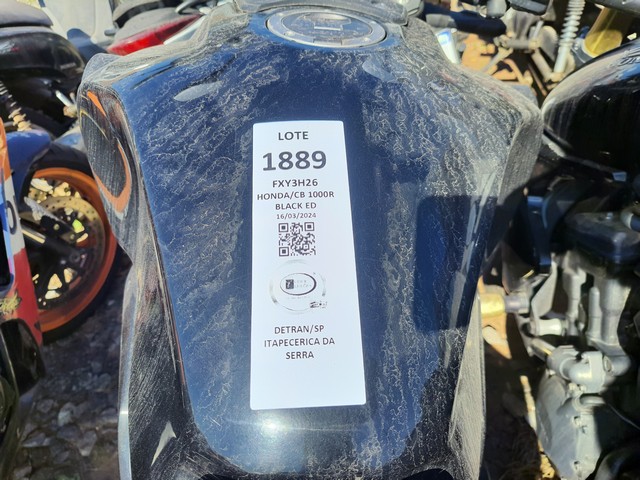 LOTE
1889
FXY3H26
HONDA/CB 1000R
BLACK ED
16/03/2024
DETRAN/SP
ITAPECERICA DA
SERRA